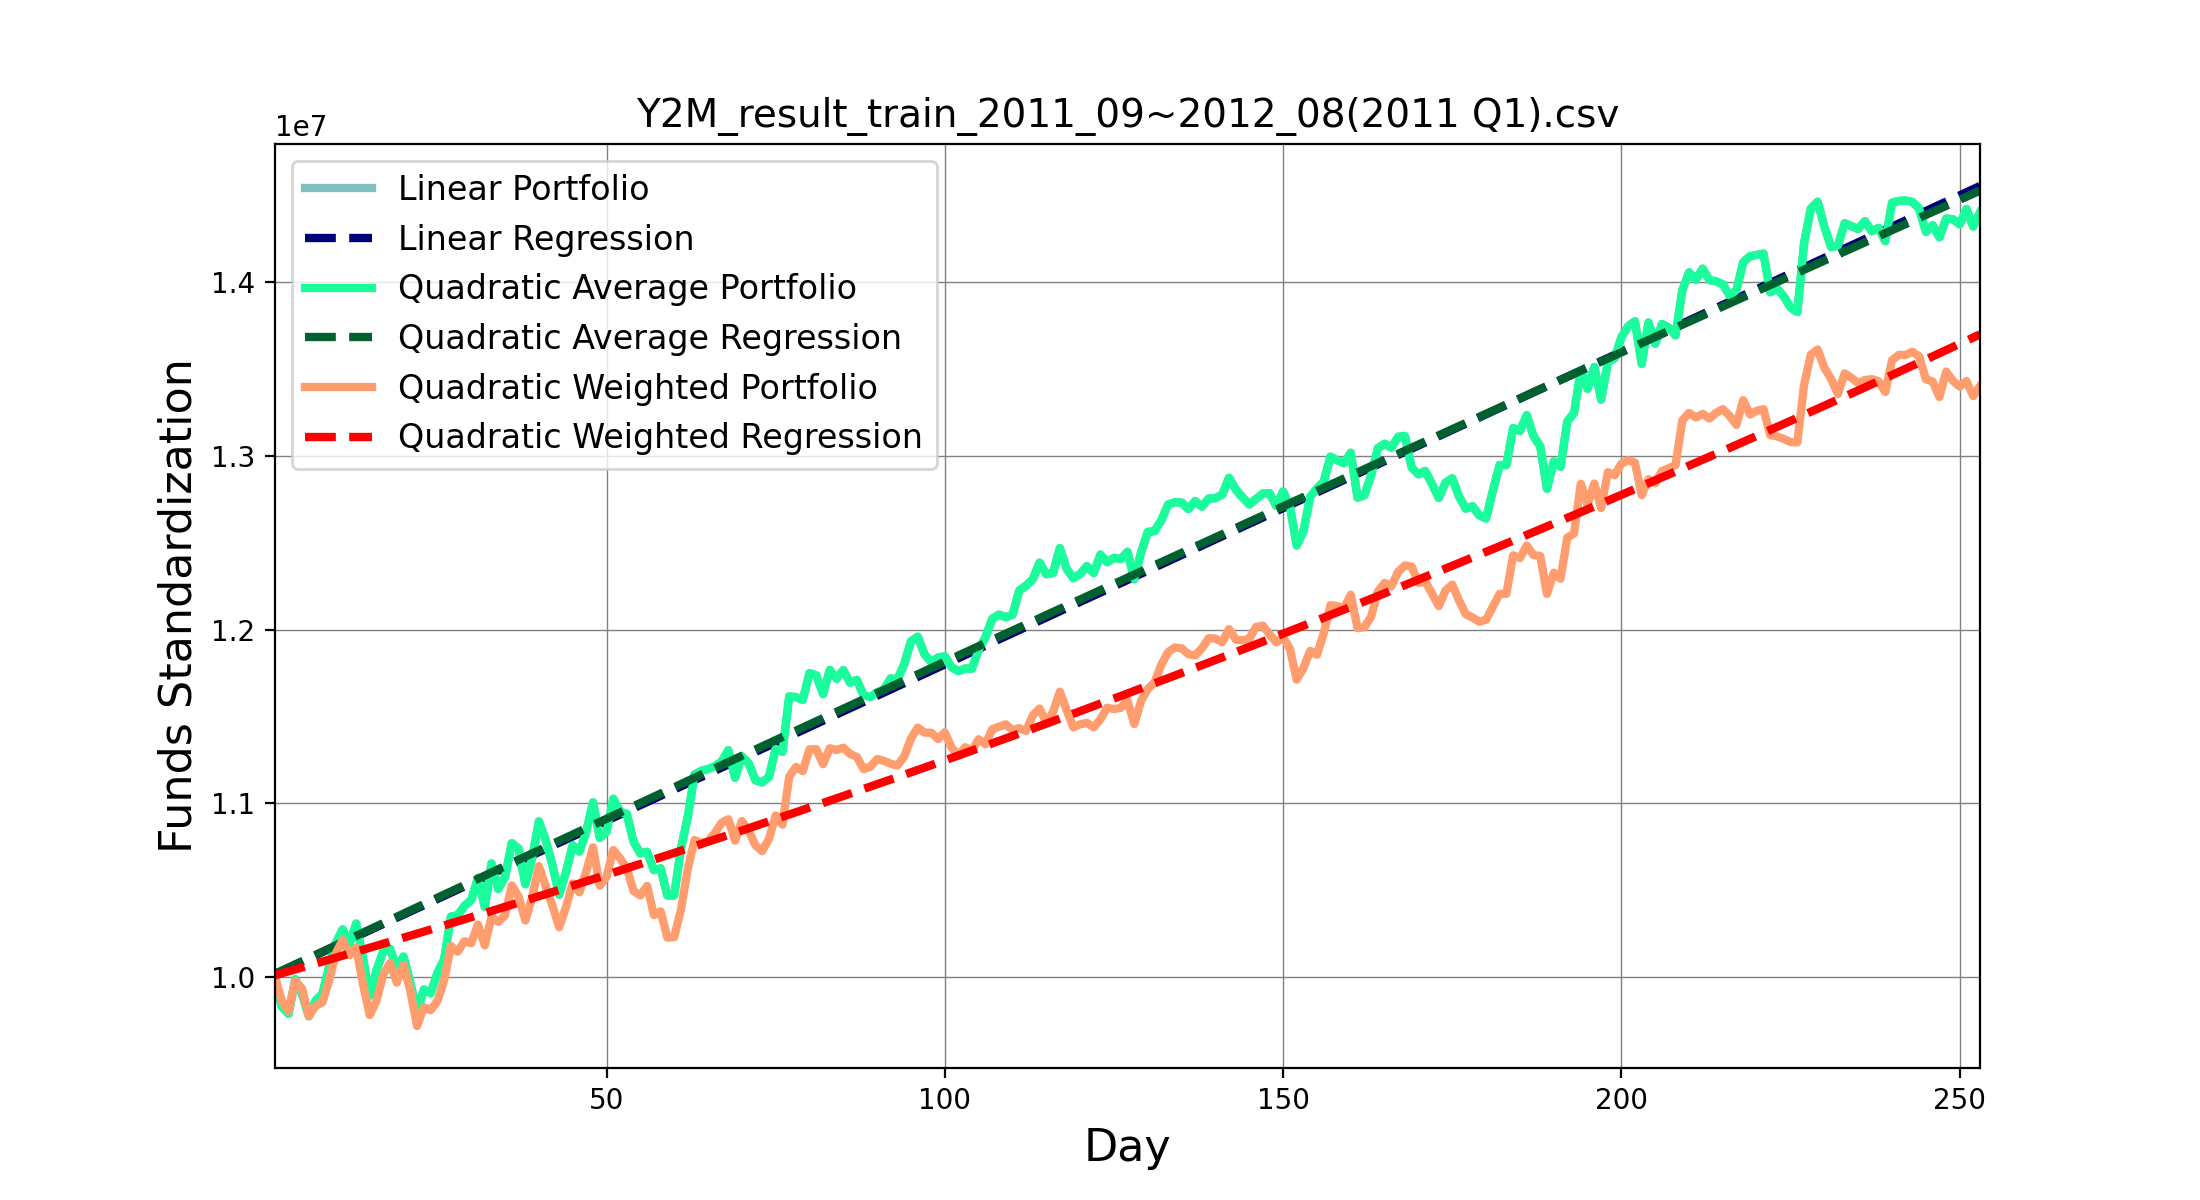 Y2M_result_train_2011_09~2012_08(2011 Q1).csv
1e7
Linear Portfolio
Linear Regression
Quadratic Average Portfolio
Quadratic Average Regression
Quadratic Weighted Portfolio
Quadratic Weighted Regression
Funds Standardization
1.4
1.3
1.2
1.1
1.0
50 100 150 200 250
Day